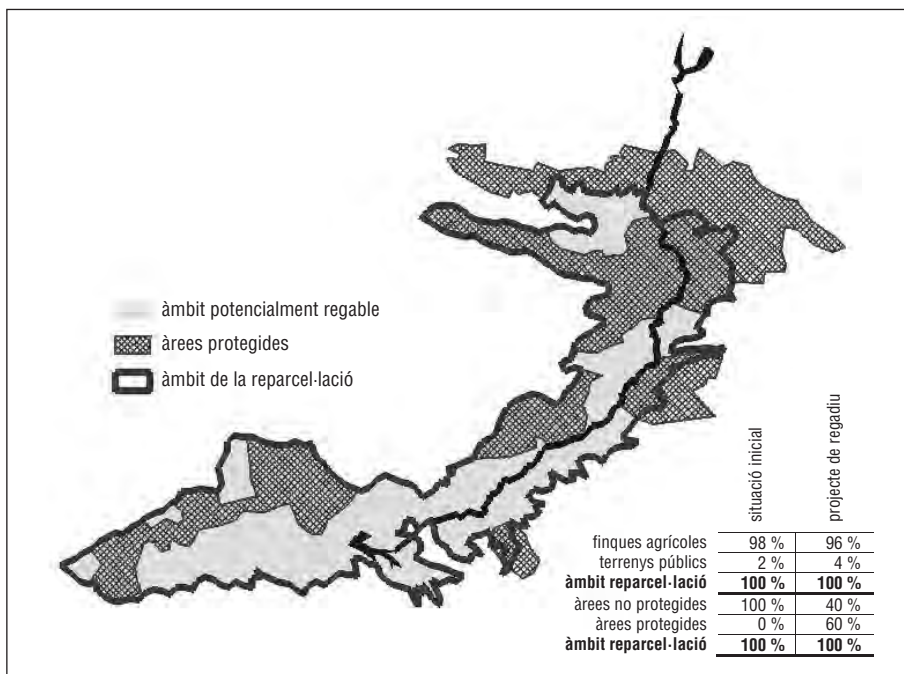 àmbit potencialment regable
àrees protegides
àmbit de la reparcel·lació
situació inicial
projecte de regadiu
finques agrícoles 98 % 96 %
terrenys públics 2 % 4 %
àmbit reparcel·lació 100 % 100 %
àrees no protegides 100 % 40 %
àrees protegides 0 % 60 %
àmbit reparcel·lació 100 % 100 %